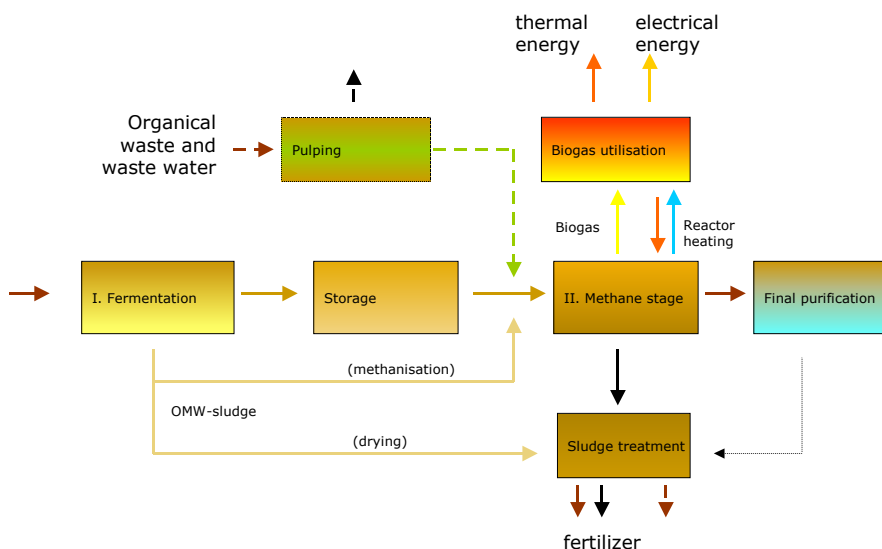 thermal
energy
electrical
energy
Organical
waste and
waste water
Pulping
Biogas utilisation
Biogas
Reactor
heating
I. Fermentation
Storage
II. Methane stage
Final purification
(methanisation)
OMW-sludge
(drying)
Sludge treatment
fertilizer